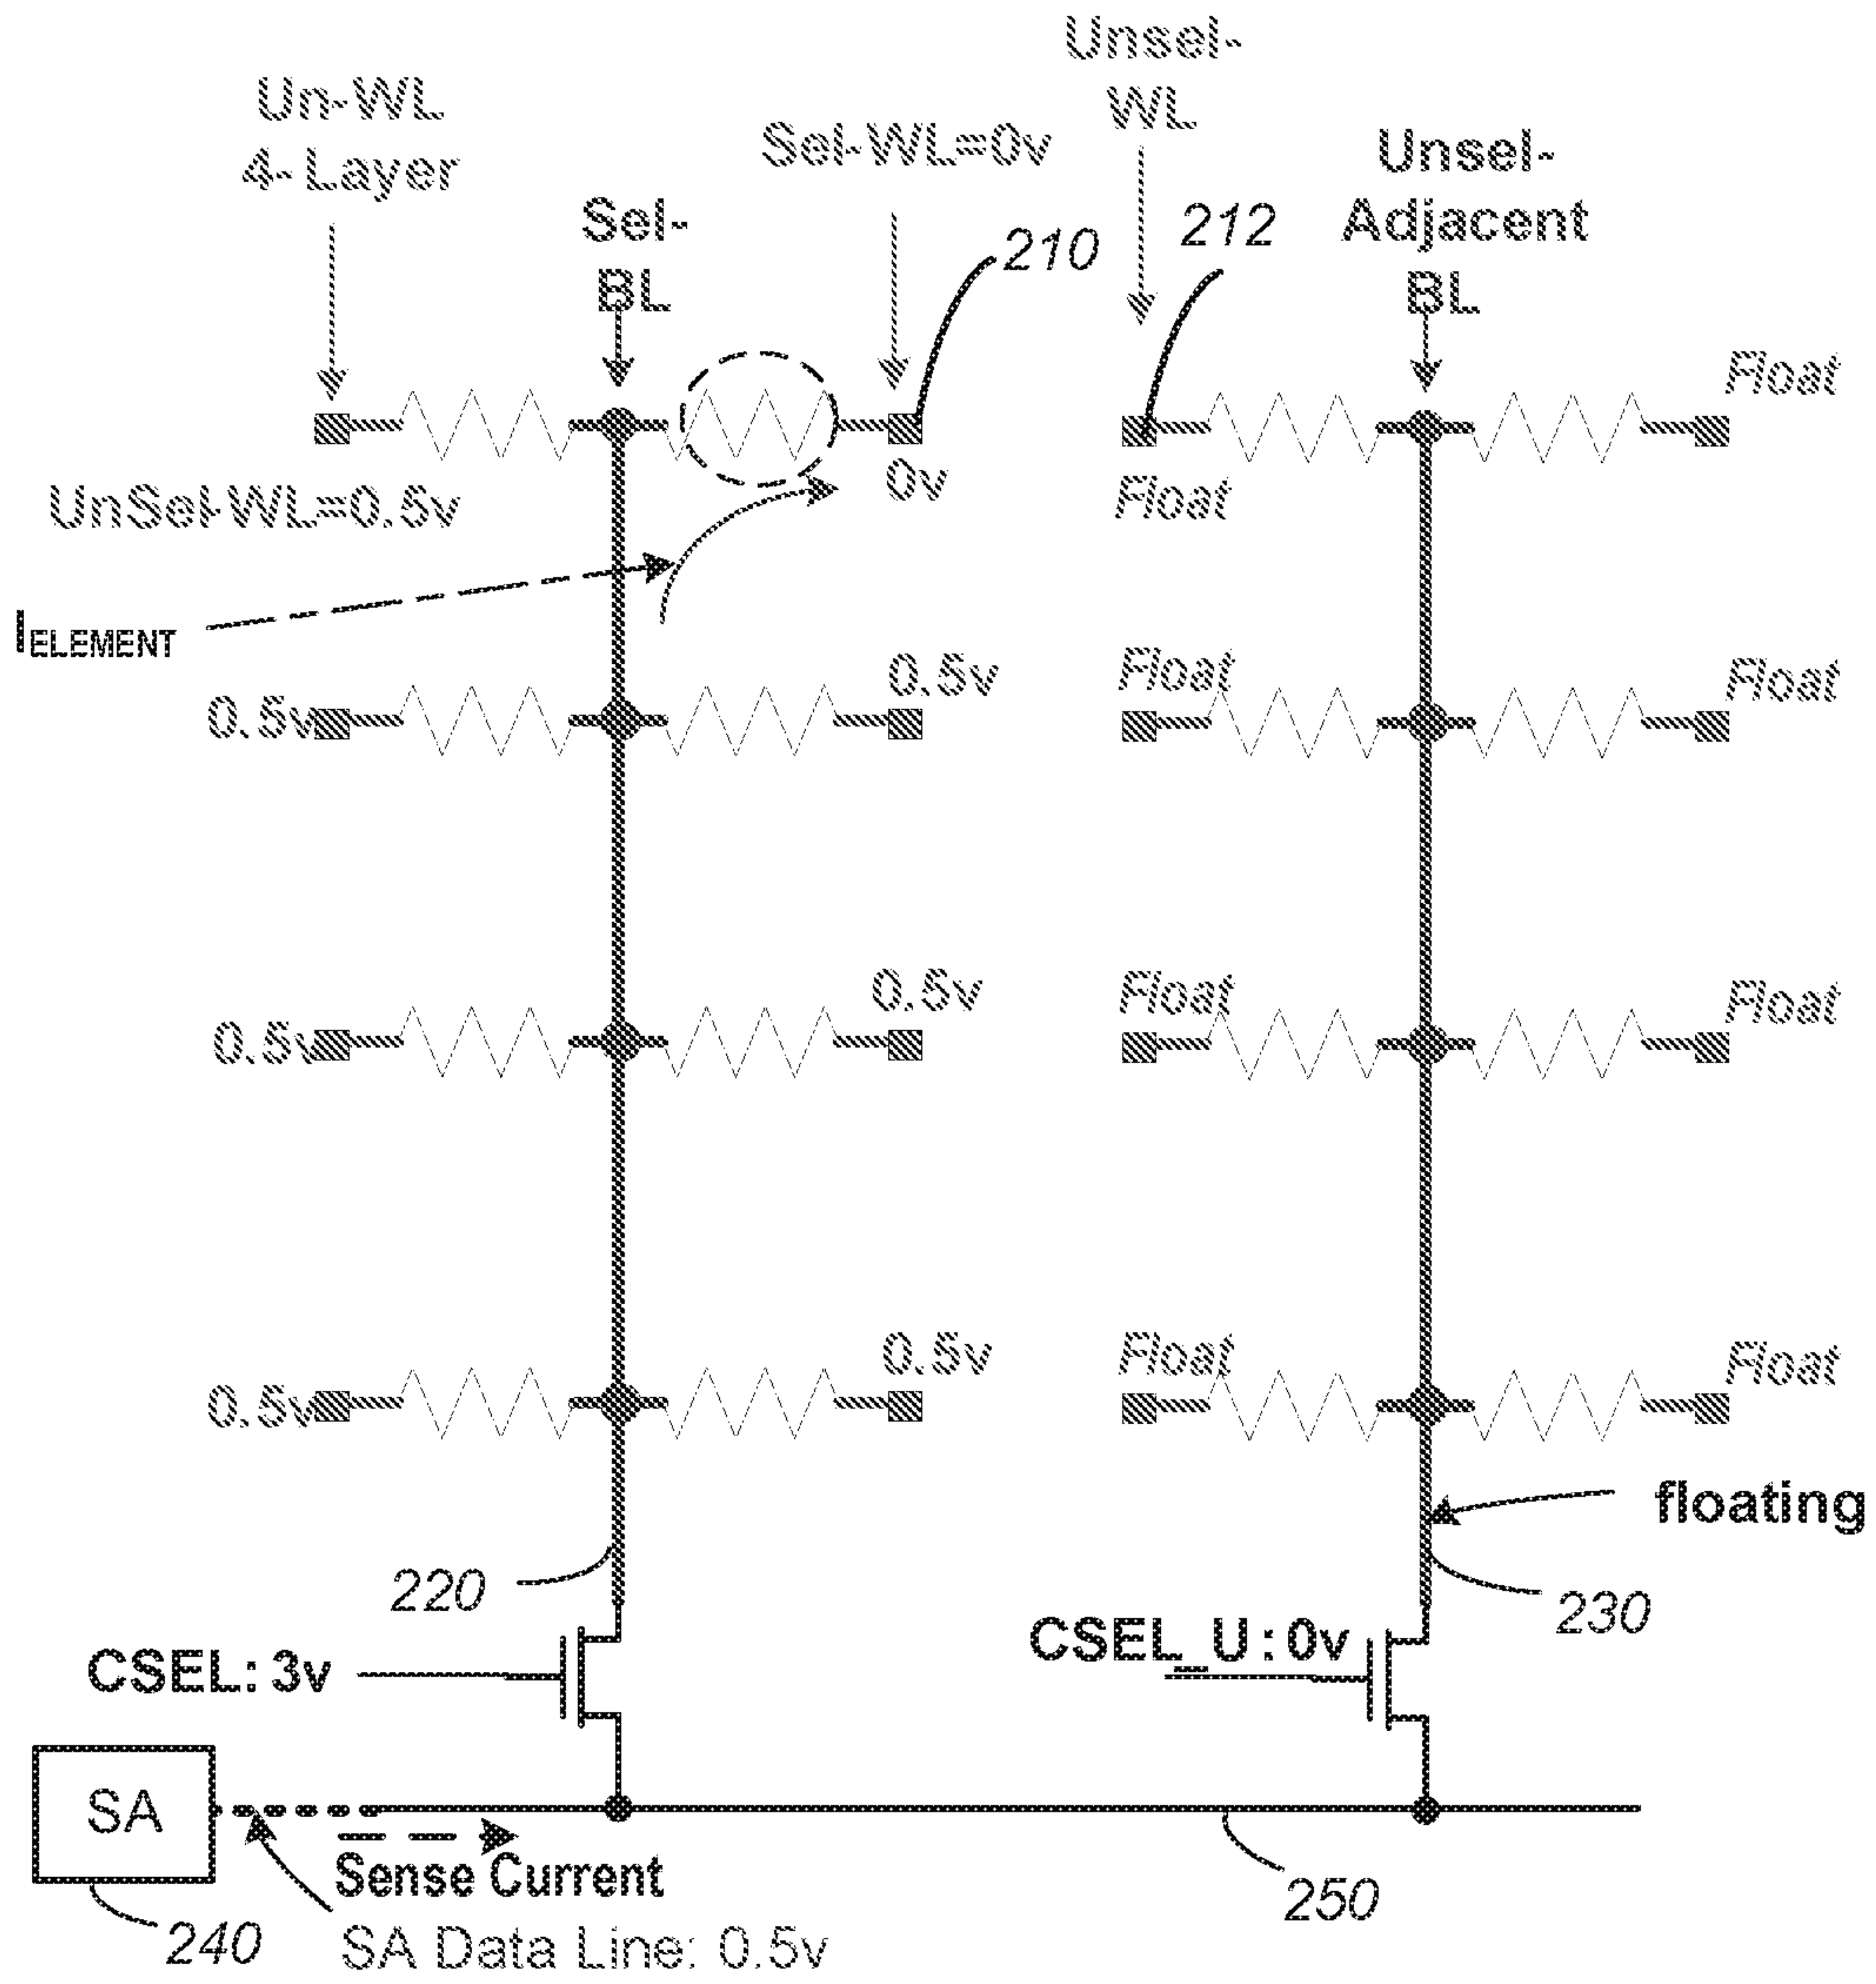 Un-WL
4- Layer
Sel-
BL
Sel-WL=0v
210
Unsel-
WL
212
Unsel-
Adjacent
BL
Float
UnSel-WL=0.5v
0v
Float
IELEMENT
0.5v
0.5v
Float
Float
0.5v
0.5v
Float
Float
0.5v
0.5v
Float
Float
floating
220
230
CSEL: 3v
CSEL_U : 0v
SA
Sense Current
240
SA Data Line: 0.5v
250